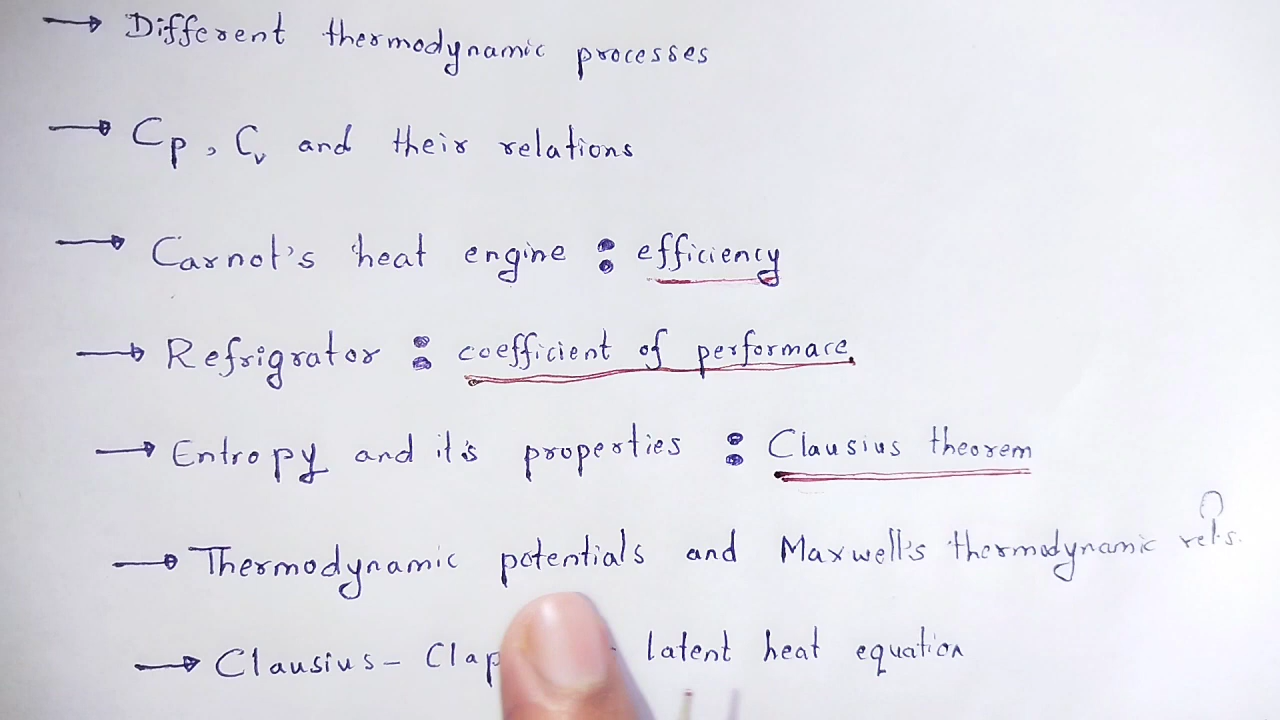 → Different thermodynamic processes
→ Cp, Cv and their relations
→ Carnot's heat engine : efficiency
→ Refrigrator : coefficient of performace
→ Entropy and it's properties : Clausius theorem
→ Thermodynamic potentials and Maxwell's thermodynamic relns.
→ Clausius- Clap latent heat equation